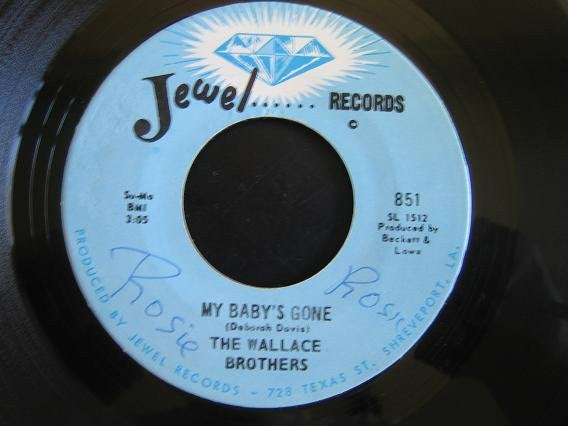 Jewel...... RECORDS
©
Su-Ma
BMI
3:05
851
SL 1512
Produced by
Beckett &
Lowe
Rosie
Rosie
MY BABY'S GONE
(Deborah Davis)
THE WALLACE
BROTHERS
PRODUCED BY JEWEL RECORDS - 728 TEXAS ST. SHREVEPORT, LA.